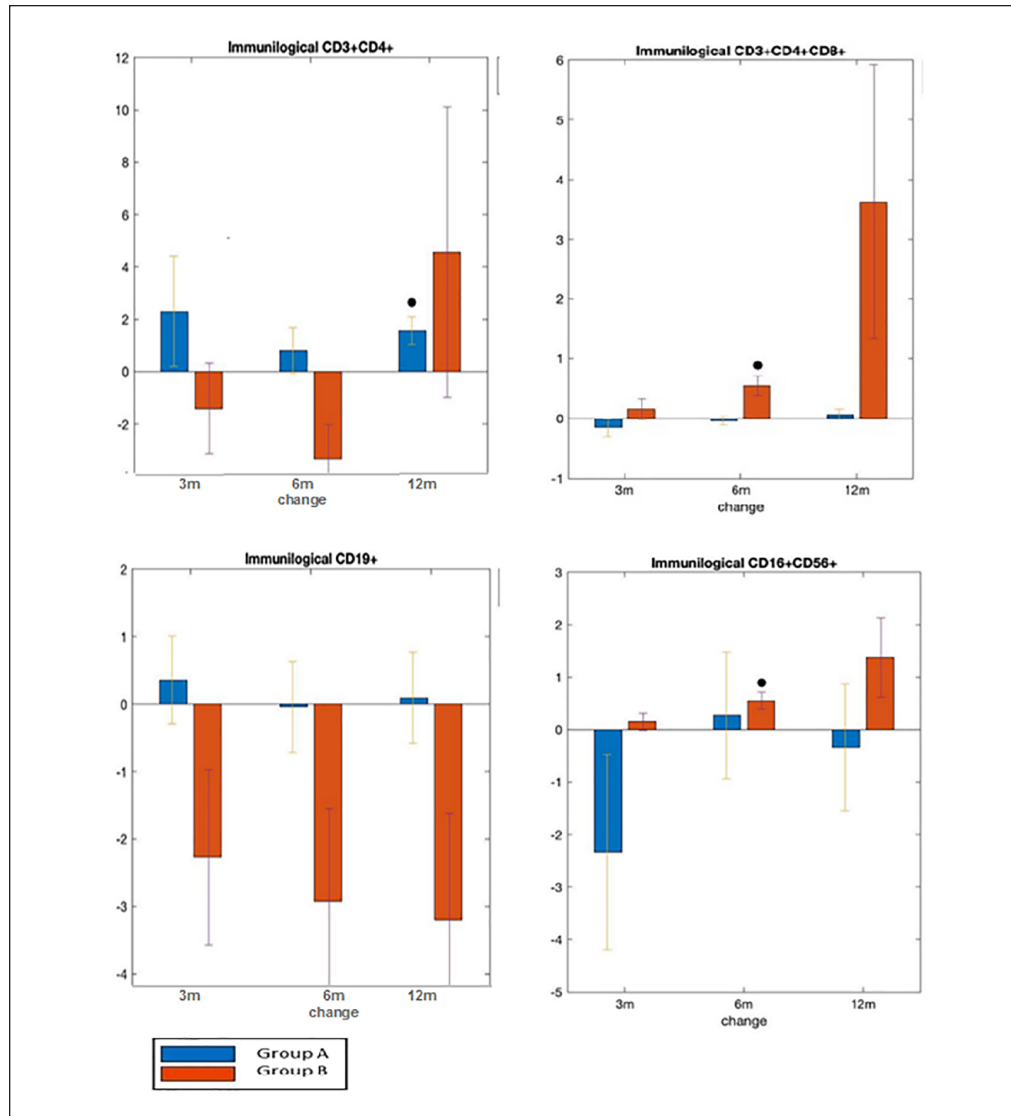 Immunilogical CD3+CD4+
12
10
8
6
4
2
0
-2
3m 6m 12m
change
Immunilogical CD3+CD4+CD8+
6
5
4
3
2
1
0
-1
3m 6m 12m
change
Immunilogical CD19+
2
1
0
-1
-2
-3
-4
3m 6m 12m
change
Immunilogical CD16+CD56+
3
2
1
0
-1
-2
-3
-4
-5
3m 6m 12m
change
Group A
Group B